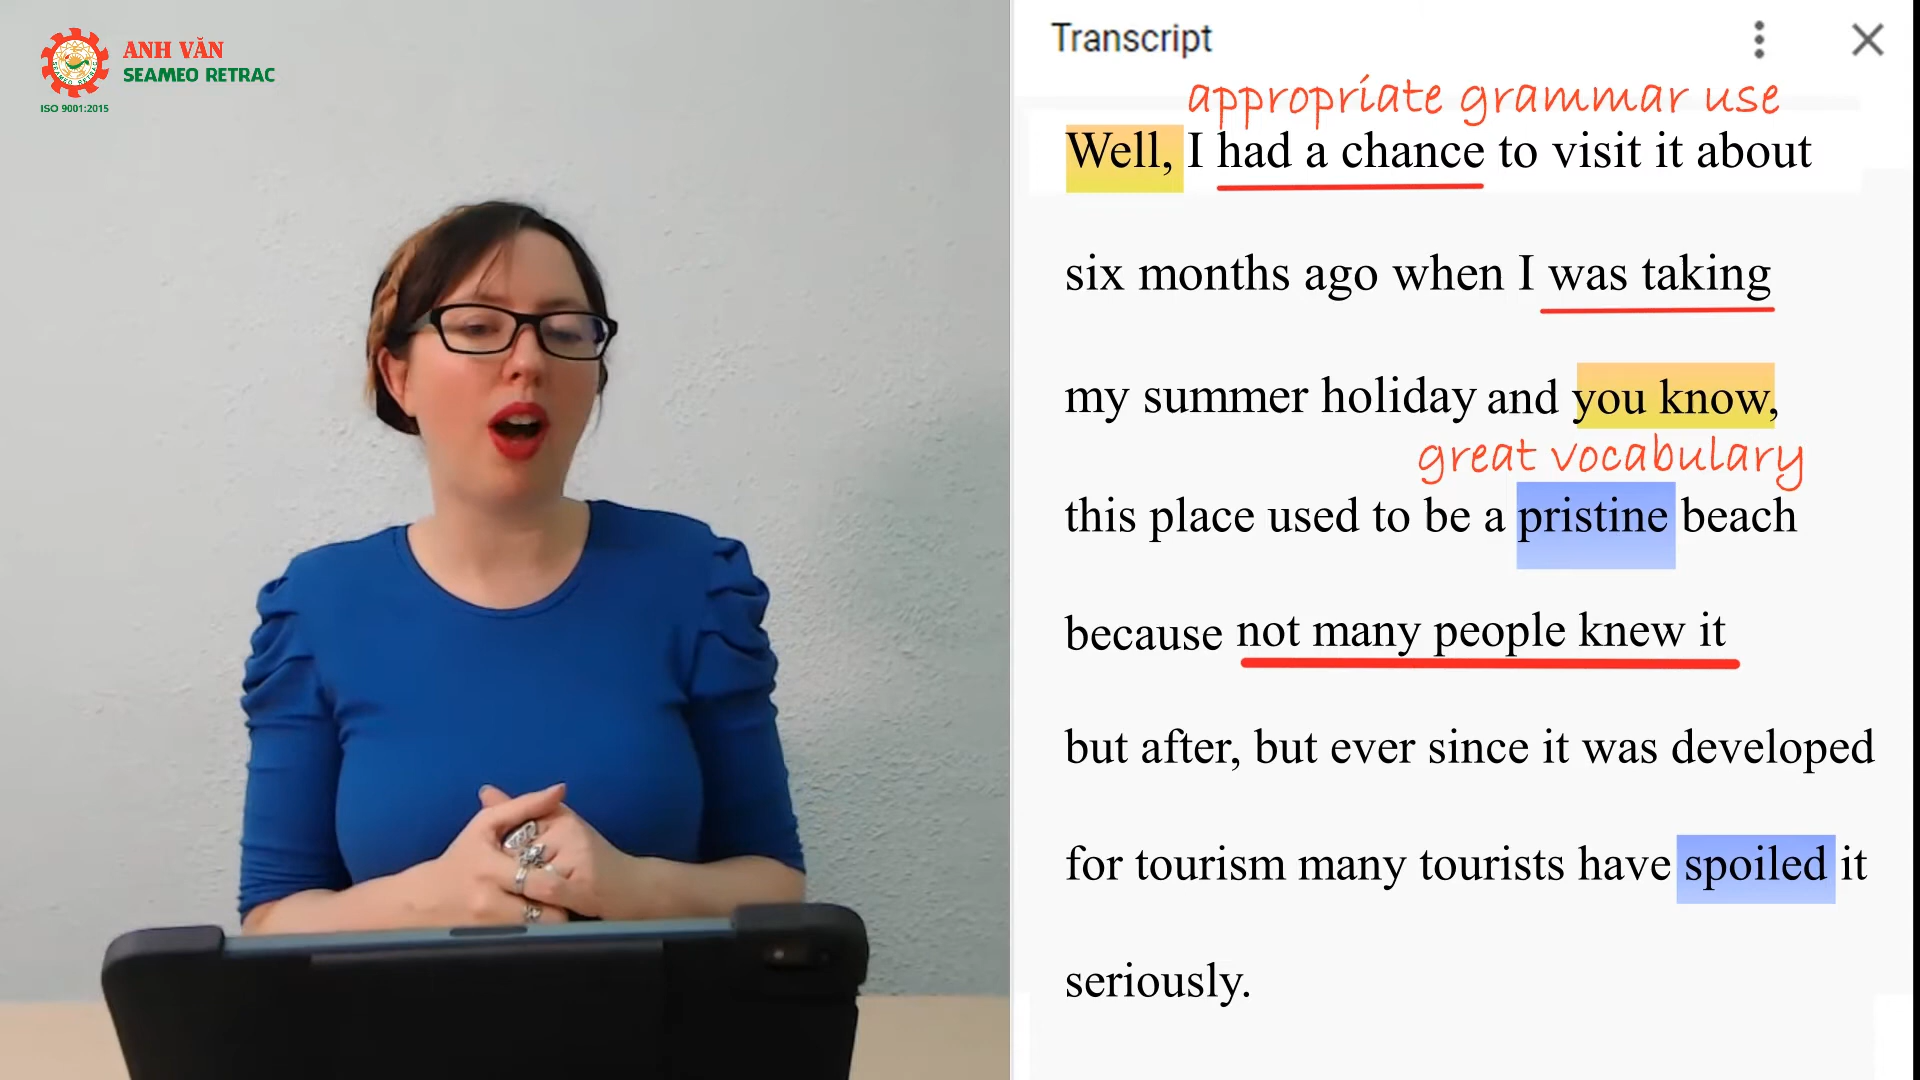 ANH VĂN
SEAMEO RETRAC
ISO 9001:2015
Transcript
appropriate grammar use
Well, I had a chance to visit it about
six months ago when I was taking
my summer holiday and you know,
great vocabulary
this place used to be a pristine beach
because not many people knew it
but after, but ever since it was developed
for tourism many tourists have spoiled it
seriously.